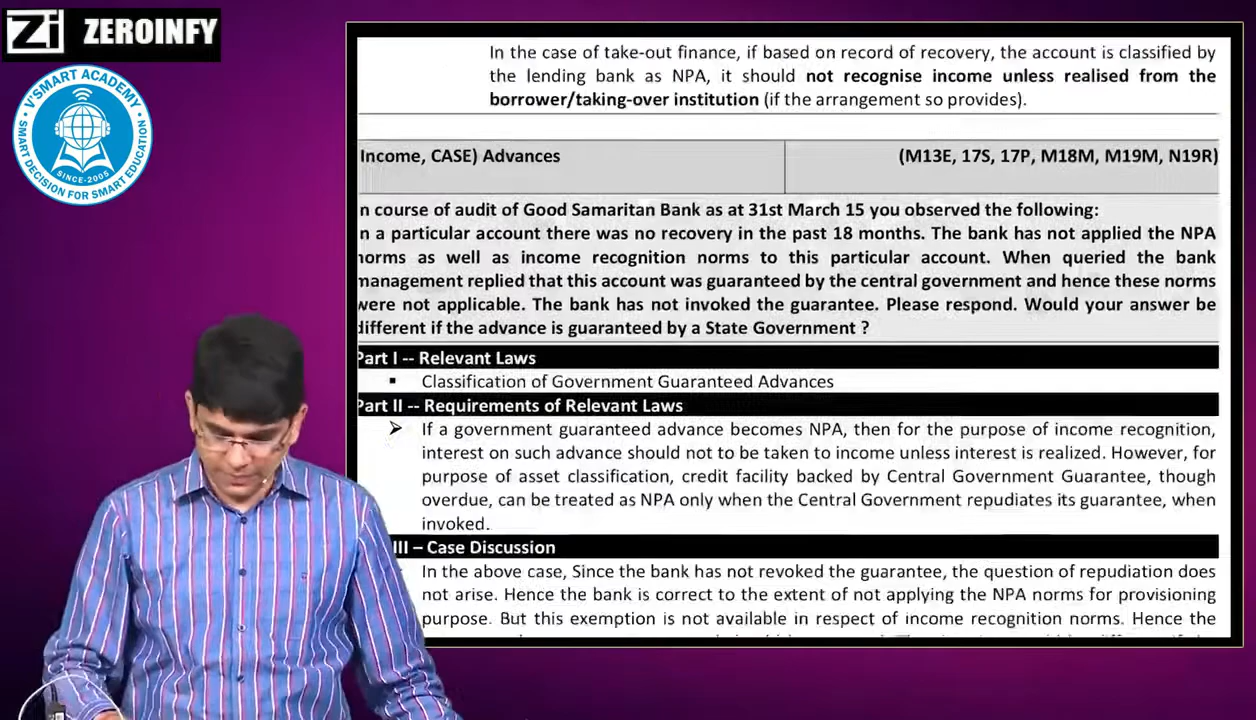 Zi ZEROINFY
V'SMART ACADEMY
SINCE-2005
SMART DECISION FOR SMART EDUCATION
In the case of take-out finance, if based on record of recovery, the account is classified by
the lending bank as NPA, it should not recognise income unless realised from the
borrower/taking-over institution (if the arrangement so provides).
Income, CASE) Advances
(M13E, 17S, 17P, M18M, M19M, N19R)
n course of audit of Good Samaritan Bank as at 31st March 15 you observed the following:
n a particular account there was no recovery in the past 18 months. The bank has not applied the NPA
norms as well as income recognition norms to this particular account. When queried the bank
management replied that this account was guaranteed by the central government and hence these norms
were not applicable. The bank has not invoked the guarantee. Please respond. Would your answer be
different if the advance is guaranteed by a State Government ?
Part I -- Relevant Laws
▪ Classification of Government Guaranteed Advances
Part II -- Requirements of Relevant Laws
➤ If a government guaranteed advance becomes NPA, then for the purpose of income recognition,
interest on such advance should not to be taken to income unless interest is realized. However, for
purpose of asset classification, credit facility backed by Central Government Guarantee, though
overdue, can be treated as NPA only when the Central Government repudiates its guarantee, when
invoked.
III – Case Discussion
In the above case, Since the bank has not revoked the guarantee, the question of repudiation does
not arise. Hence the bank is correct to the extent of not applying the NPA norms for provisioning
purpose. But this exemption is not available in respect of income recognition norms. Hence the